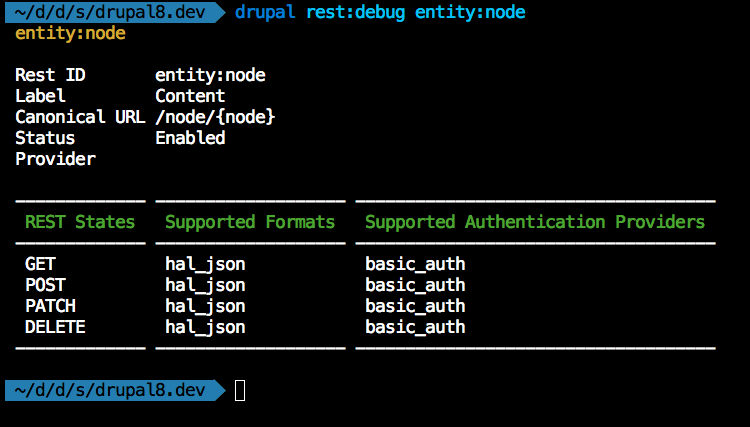 ~/d/d/s/drupal8.dev drupal rest:debug entity:node
entity:node
Rest ID entity:node
Label Content
Canonical URL /node/{node}
Status Enabled
Provider
REST States Supported Formats Supported Authentication Providers
GET hal_json basic_auth
POST hal_json basic_auth
PATCH hal_json basic_auth
DELETE hal_json basic_auth
~/d/d/s/drupal8.dev